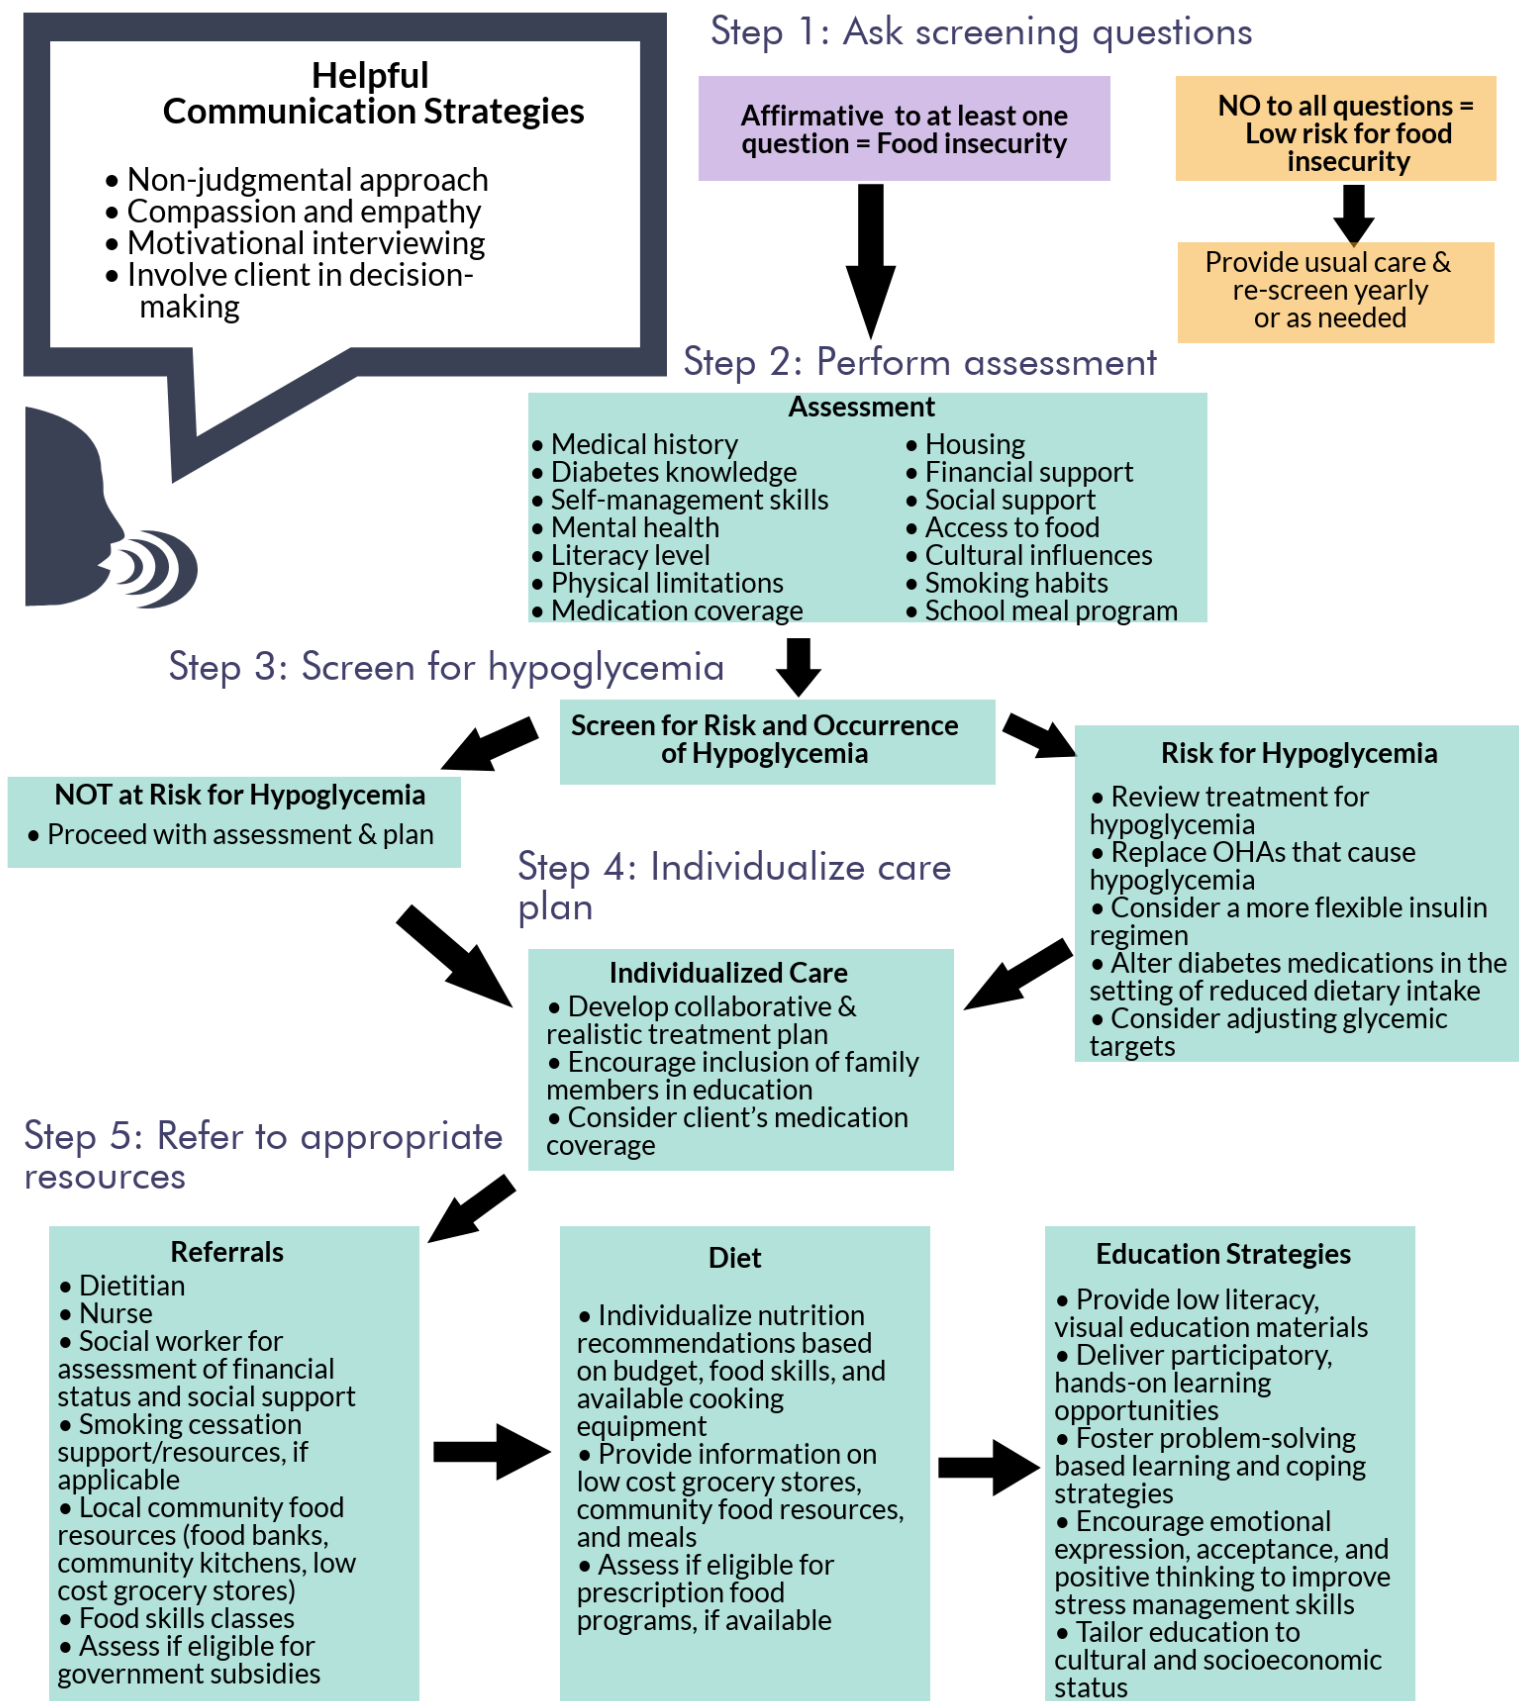 Helpful
Communication Strategies
• Non-judgmental approach
• Compassion and empathy
• Motivational interviewing
• Involve client in decision-
making
Step 1: Ask screening questions
Affirmative to at least one
question = Food insecurity
NO to all questions =
Low risk for food
insecurity
Provide usual care &
re-screen yearly
or as needed
Step 2: Perform assessment
Assessment
• Medical history
• Diabetes knowledge
• Self-management skills
• Mental health
• Literacy level
• Physical limitations
• Medication coverage
• Housing
• Financial support
• Social support
• Access to food
• Cultural influences
• Smoking habits
• School meal program
Step 3: Screen for hypoglycemia
Screen for Risk and Occurrence
of Hypoglycemia
NOT at Risk for Hypoglycemia
• Proceed with assessment & plan
Risk for Hypoglycemia
• Review treatment for
hypoglycemia
• Replace OHAs that cause
hypoglycemia
• Consider a more flexible insulin
regimen
• Alter diabetes medications in the
setting of reduced dietary intake
• Consider adjusting glycemic
targets
Step 4: Individualize care
plan
Individualized Care
• Develop collaborative &
realistic treatment plan
• Encourage inclusion of family
members in education
• Consider client’s medication
coverage
Step 5: Refer to appropriate
resources
Referrals
• Dietitian
• Nurse
• Social worker for
assessment of financial
status and social support
• Smoking cessation
support/resources, if
applicable
• Local community food
resources (food banks,
community kitchens, low
cost grocery stores)
• Food skills classes
• Assess if eligible for
government subsidies
Diet
• Individualize nutrition
recommendations based
on budget, food skills, and
available cooking
equipment
• Provide information on
low cost grocery stores,
community food resources,
and meals
• Assess if eligible for
prescription food
programs, if available
Education Strategies
• Provide low literacy,
visual education materials
• Deliver participatory,
hands-on learning
opportunities
• Foster problem-solving
based learning and coping
strategies
• Encourage emotional
expression, acceptance, and
positive thinking to improve
stress management skills
• Tailor education to
cultural and socioeconomic
status